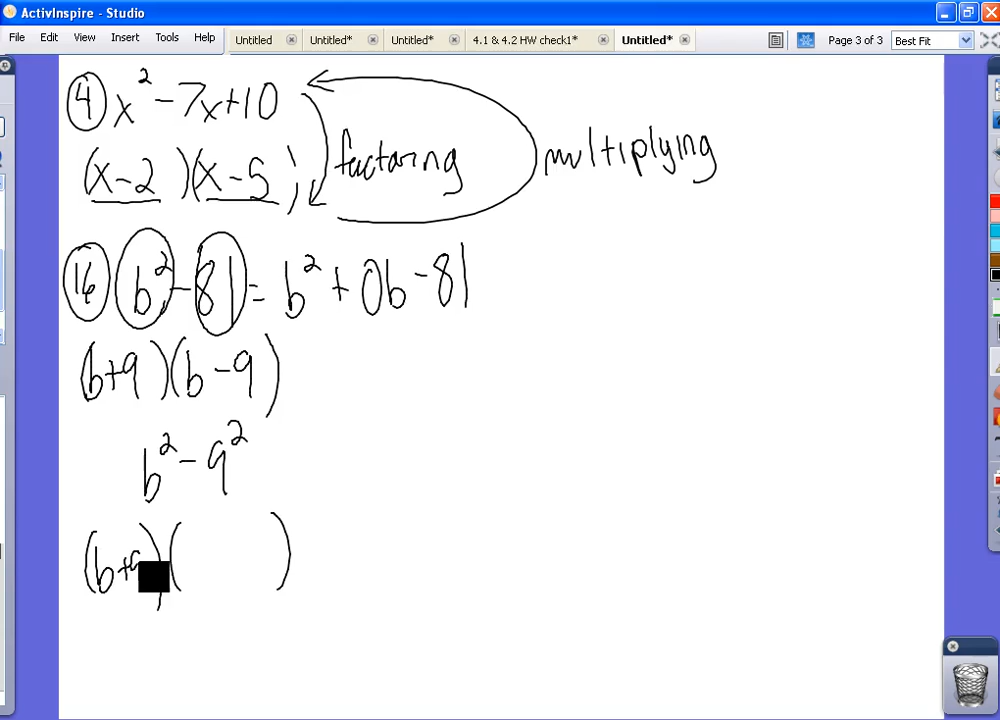 ActivInspire - Studio
File Edit View Insert Tools Help Untitled Untitled* Untitled* 4.1 & 4.2 HW check1* Untitled* Page 3 of 3 Best Fit
4 x² - 7x + 10
(x - 2)(x - 5) factoring multiplying
16 b² - 81 = b² + 0b - 81
(b + 9)(b - 9)
b² - 9²
(b + 9)( )